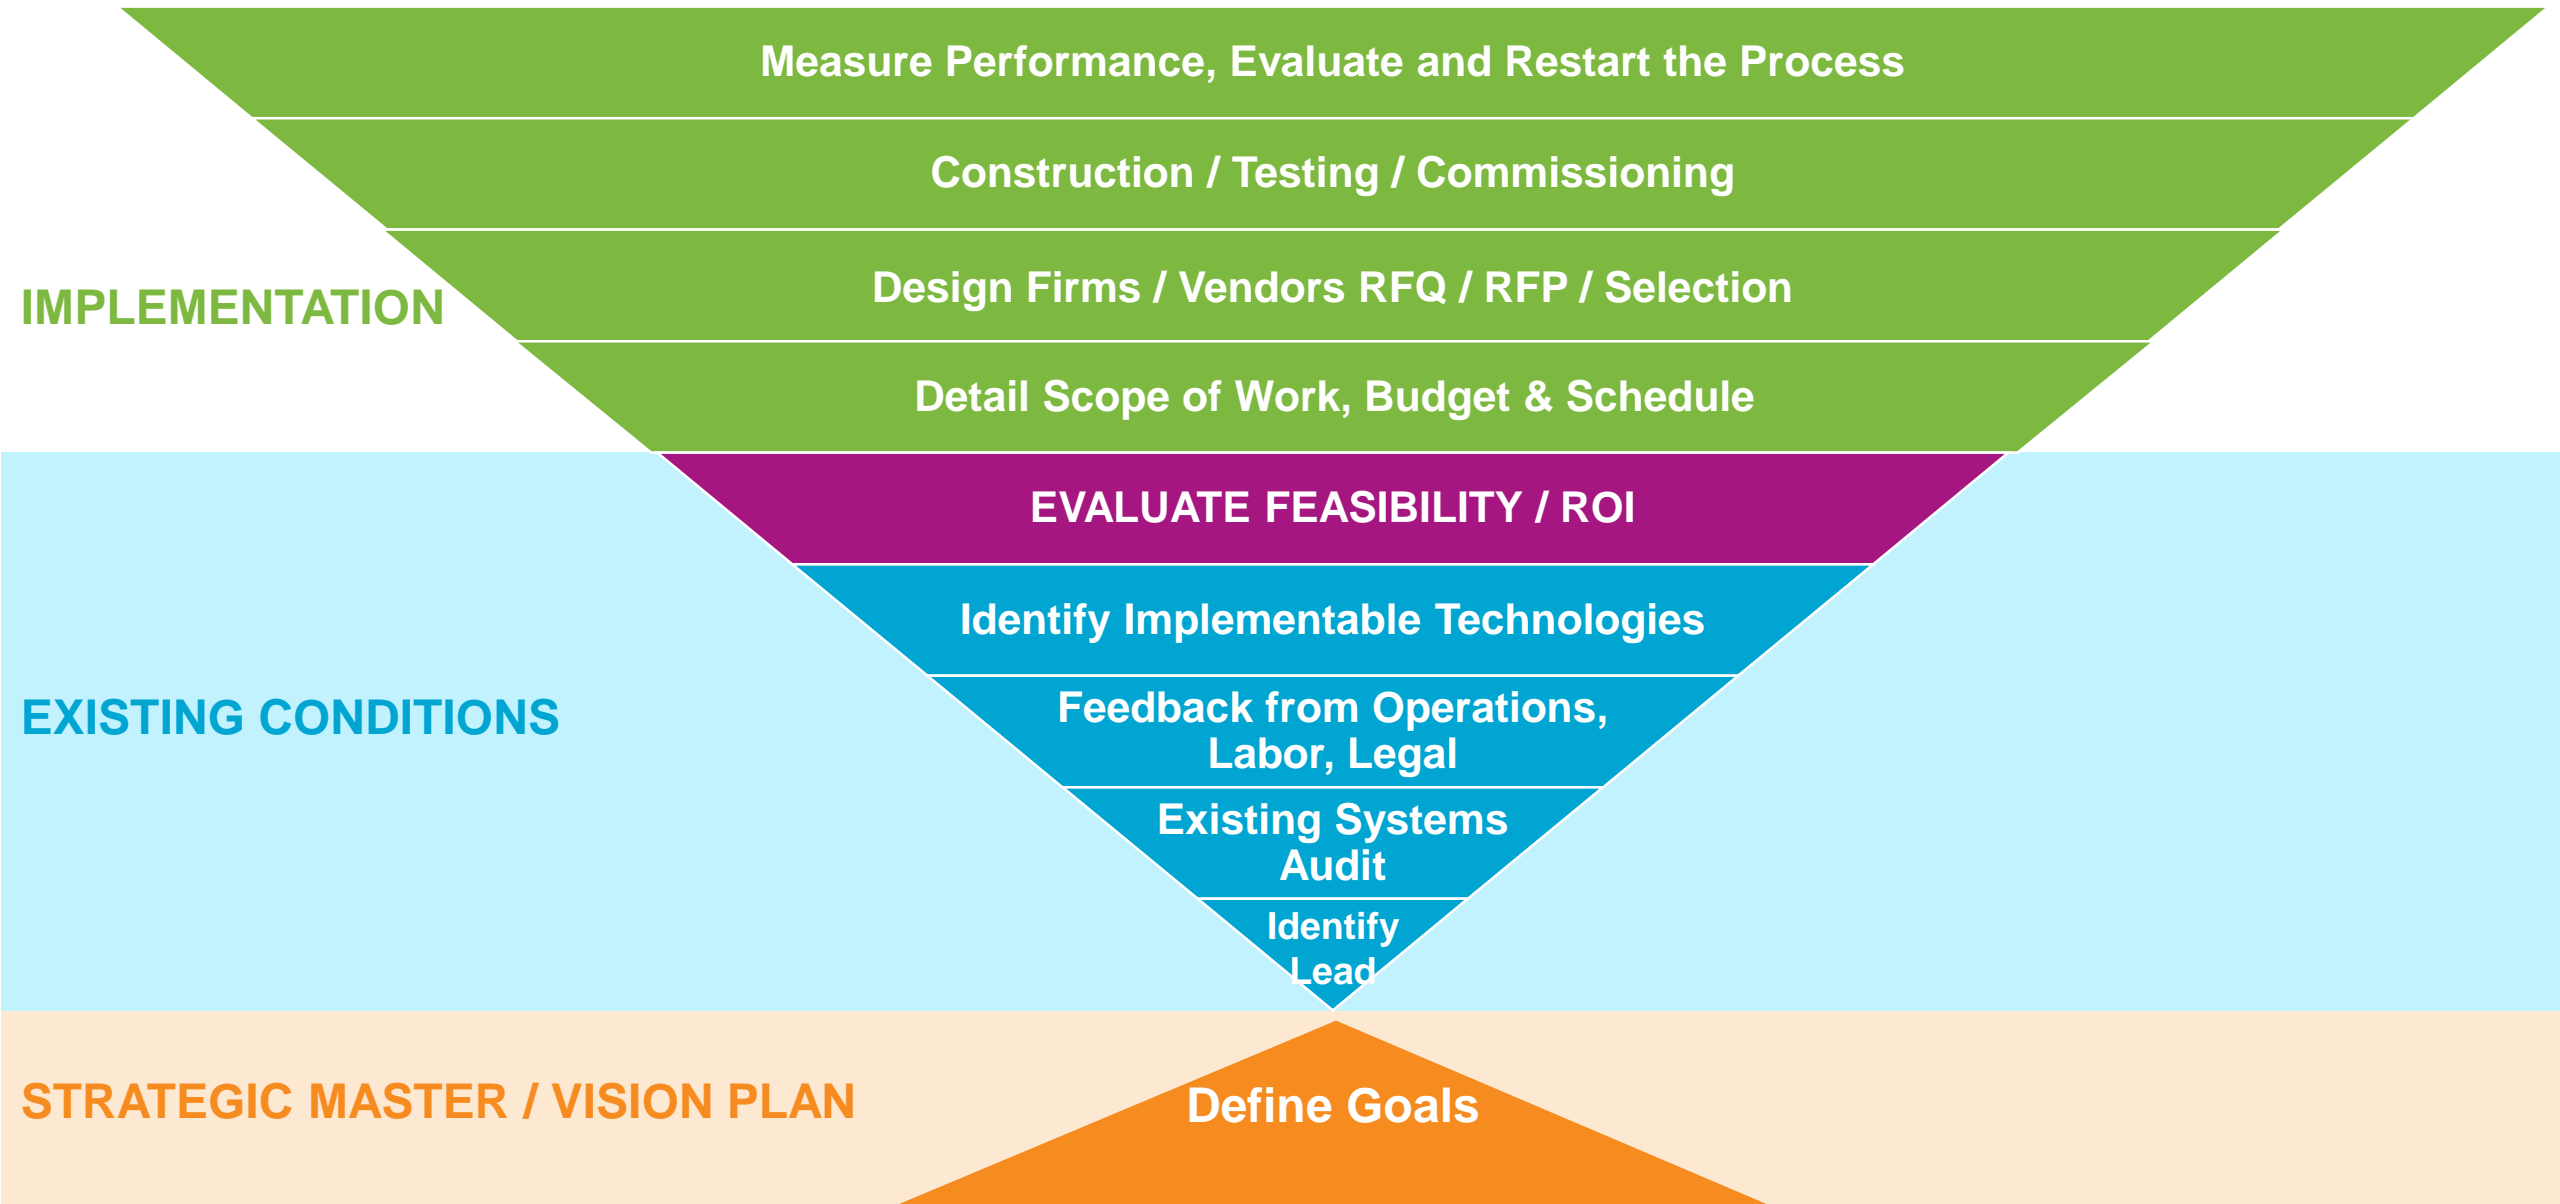 Measure Performance, Evaluate and Restart the Process
Construction / Testing / Commissioning
Design Firms / Vendors RFQ / RFP / Selection
IMPLEMENTATION
Detail Scope of Work, Budget & Schedule
EVALUATE FEASIBILITY / ROI
Identify Implementable Technologies
Feedback from Operations,
Labor, Legal
EXISTING CONDITIONS
Existing Systems
Audit
Identify
Lead
STRATEGIC MASTER / VISION PLAN
Define Goals